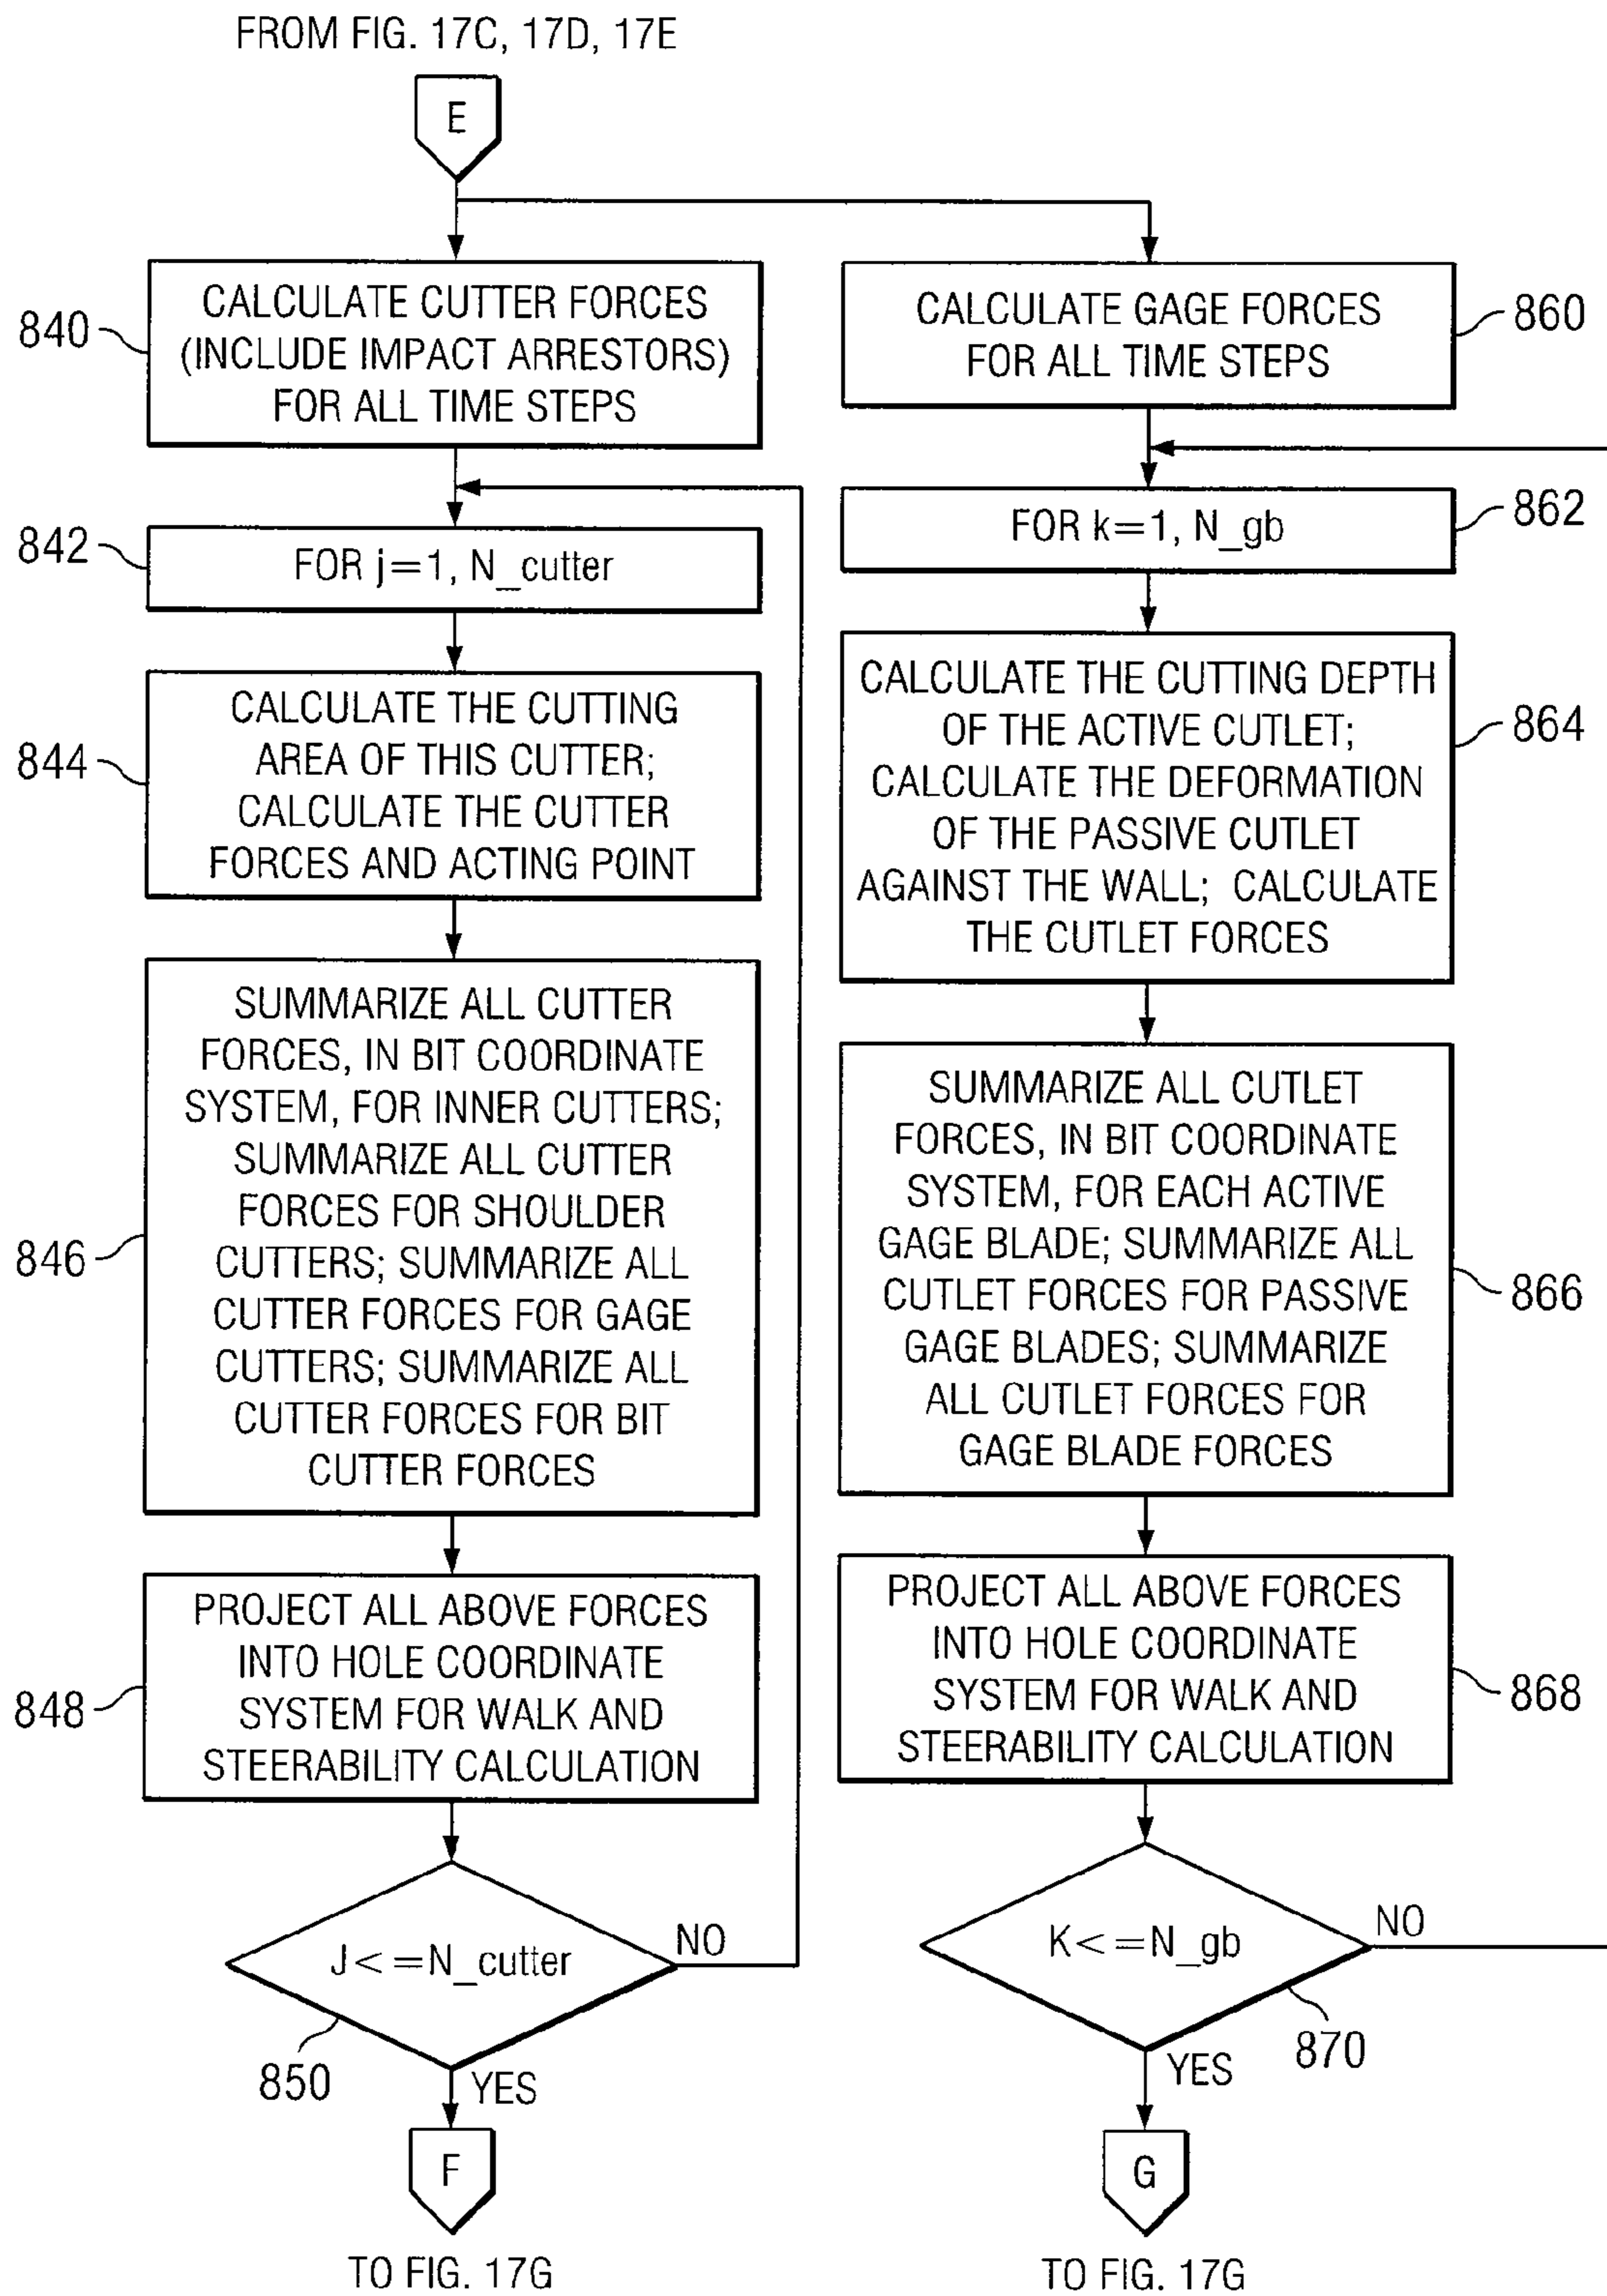 FROM FIG. 17C, 17D, 17E
E
840
CALCULATE CUTTER FORCES
(INCLUDE IMPACT ARRESTORS)
FOR ALL TIME STEPS
842
FOR j=1, N_cutter
844
CALCULATE THE CUTTING
AREA OF THIS CUTTER;
CALCULATE THE CUTTER
FORCES AND ACTING POINT
846
SUMMARIZE ALL CUTTER
FORCES, IN BIT COORDINATE
SYSTEM, FOR INNER CUTTERS;
SUMMARIZE ALL CUTTER
FORCES FOR SHOULDER
CUTTERS; SUMMARIZE ALL
CUTTER FORCES FOR GAGE
CUTTERS; SUMMARIZE ALL
CUTTER FORCES FOR BIT
CUTTER FORCES
848
PROJECT ALL ABOVE FORCES
INTO HOLE COORDINATE
SYSTEM FOR WALK AND
STEERABILITY CALCULATION
J<=N_cutter
NO
850
YES
F
TO FIG. 17G
CALCULATE GAGE FORCES
FOR ALL TIME STEPS
860
FOR k=1, N_gb
862
CALCULATE THE CUTTING DEPTH
OF THE ACTIVE CUTLET;
CALCULATE THE DEFORMATION
OF THE PASSIVE CUTLET
AGAINST THE WALL; CALCULATE
THE CUTLET FORCES
864
SUMMARIZE ALL CUTLET
FORCES, IN BIT COORDINATE
SYSTEM, FOR EACH ACTIVE
GAGE BLADE; SUMMARIZE ALL
CUTLET FORCES FOR PASSIVE
GAGE BLADES; SUMMARIZE
ALL CUTLET FORCES FOR
GAGE BLADE FORCES
866
PROJECT ALL ABOVE FORCES
INTO HOLE COORDINATE
SYSTEM FOR WALK AND
STEERABILITY CALCULATION
868
K<=N_gb
NO
870
YES
G
TO FIG. 17G